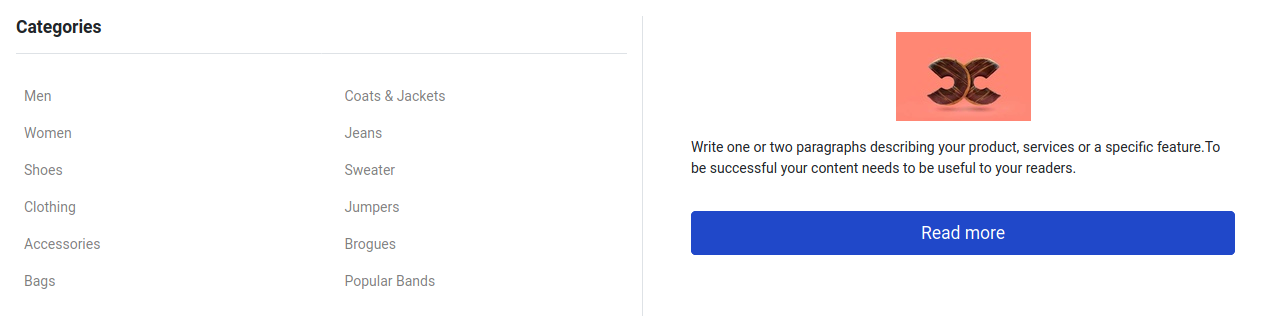 Categories
Men
Women
Shoes
Clothing
Accessories
Bags
Coats & Jackets
Jeans
Sweater
Jumpers
Brogues
Popular Bands
Write one or two paragraphs describing your product, services or a specific feature.To
be successful your content needs to be useful to your readers.
Read more